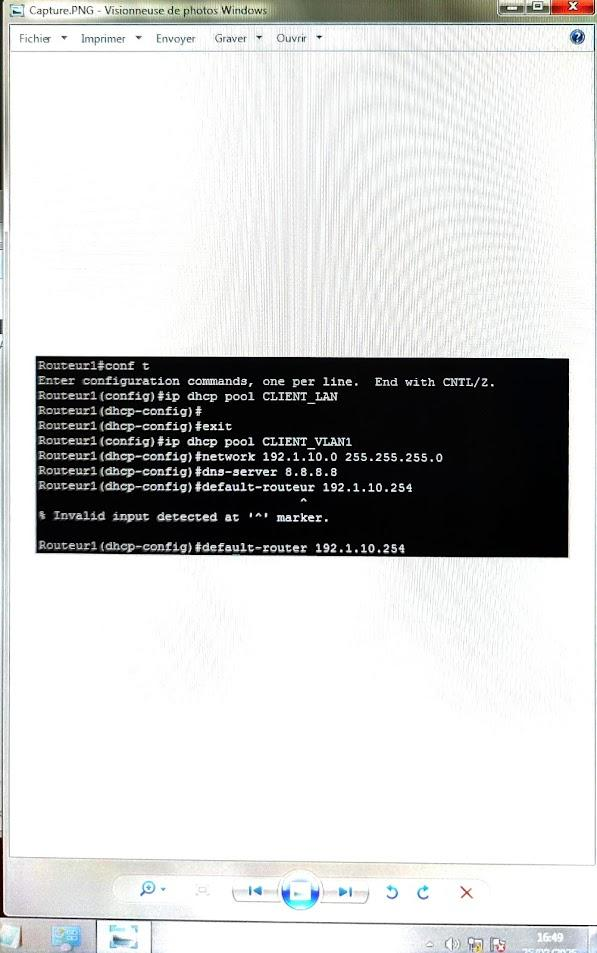 Capture.PNG - Visionneuse de photos Windows
Fichier Imprimer Envoyer Graver Ouvrir
Routeur1#conf t
Enter configuration commands, one per line.  End with CNTL/Z.
Routeur1(config)#ip dhcp pool CLIENT_LAN
Routeur1(dhcp-config)#
Routeur1(dhcp-config)#exit
Routeur1(config)#ip dhcp pool CLIENT_VLAN1
Routeur1(dhcp-config)#network 192.1.10.0 255.255.255.0
Routeur1(dhcp-config)#dns-server 8.8.8.8
Routeur1(dhcp-config)#default-routeur 192.1.10.254
^
% Invalid input detected at '^' marker.
Routeur1(dhcp-config)#default-router 192.1.10.254
16:49